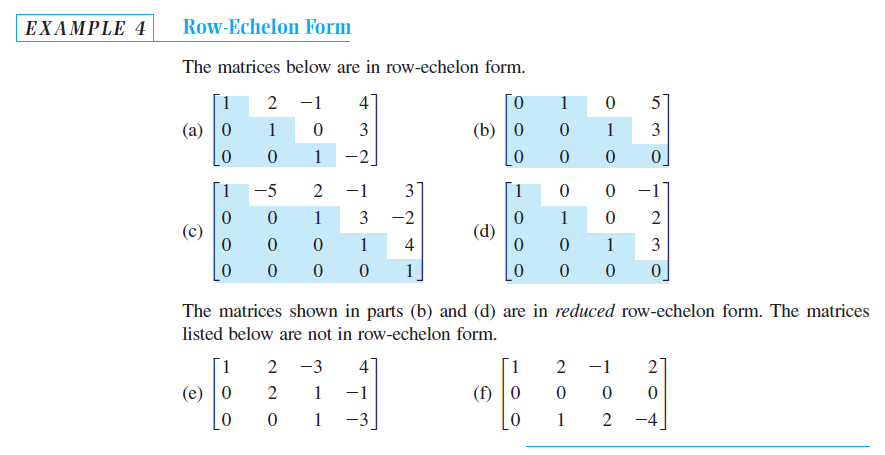 EXAMPLE 4 Row-Echelon Form
The matrices below are in row-echelon form.
(a) [1 2 −1 4
0 1 0 3
0 0 1 −2]
(b) [0 1 0 5
0 0 1 3
0 0 0 0]
(c) [1 −5 2 −1 3
0 0 1 3 −2
0 0 0 1 4
0 0 0 0 1]
(d) [1 0 0 −1
0 1 0 2
0 0 1 3
0 0 0 0]
The matrices shown in parts (b) and (d) are in reduced row-echelon form. The matrices
listed below are not in row-echelon form.
(e) [1 2 −3 4
0 2 1 −1
0 0 1 −3]
(f) [1 2 −1 2
0 0 0 0
0 1 2 −4]